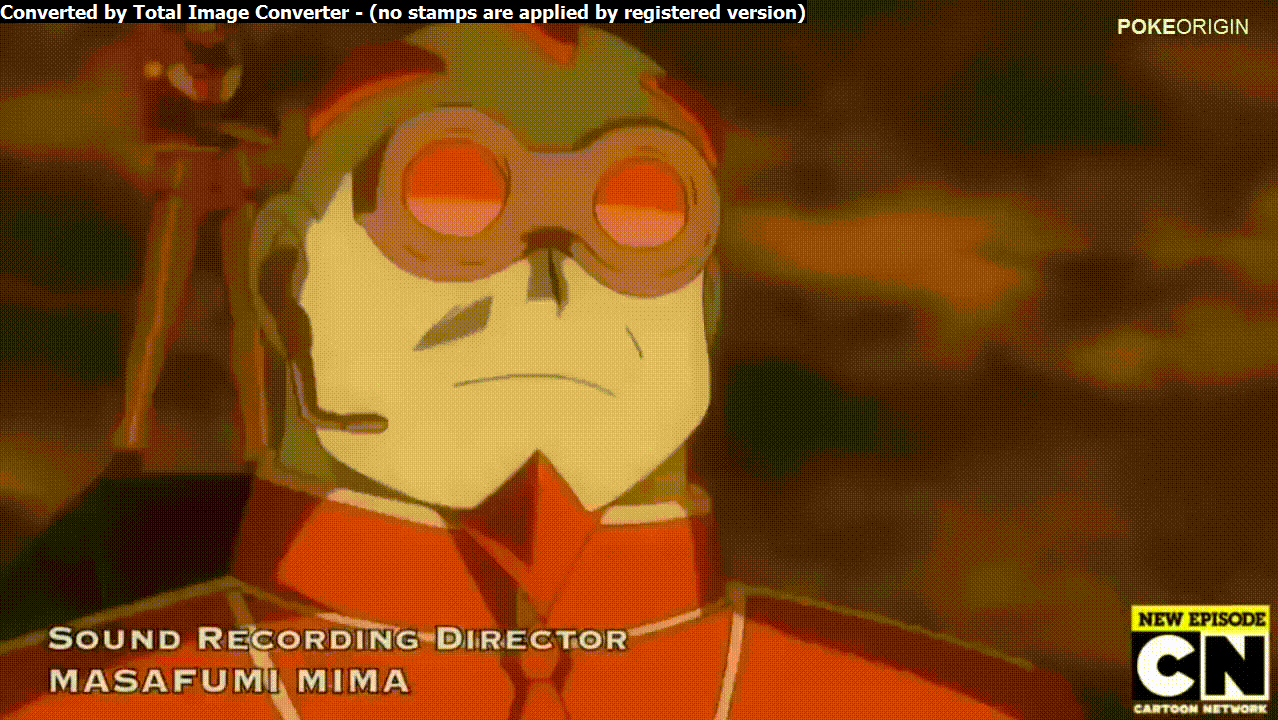 Converted by Total Image Converter - (no stamps are applied by registered version)
POKEORIGIN
SOUND RECORDING DIRECTOR
MASAFUMI MIMA
NEW EPISODE
CN
CARTOON NETWORK